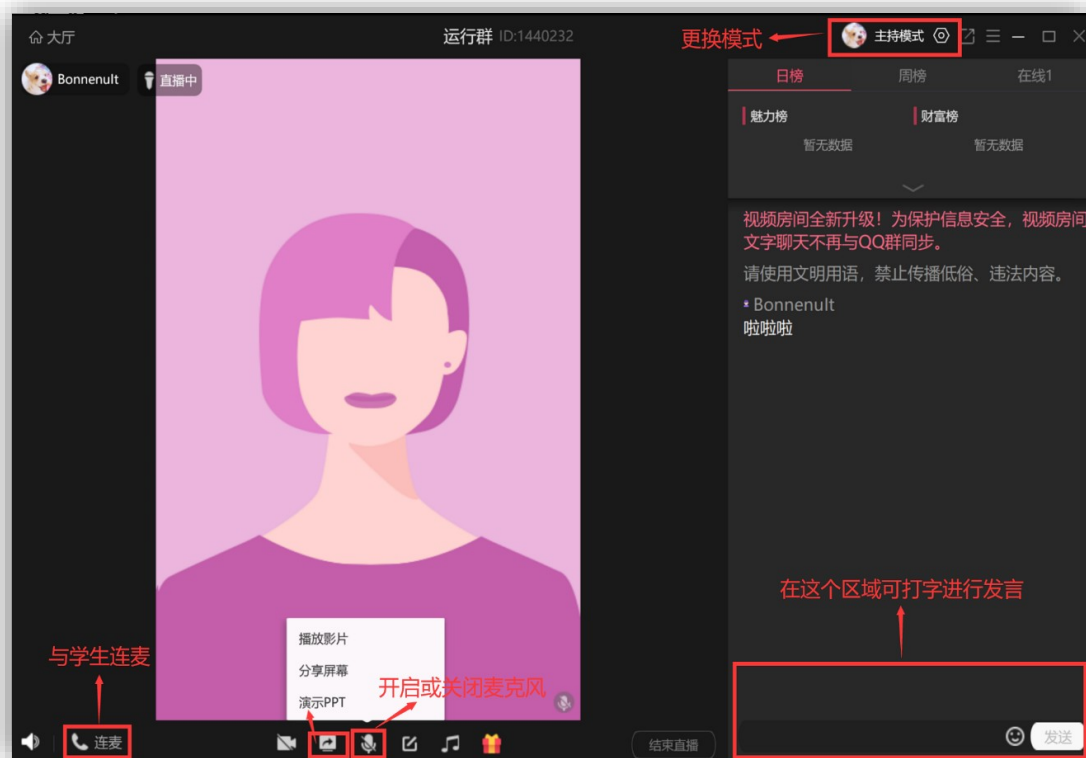 大厅
运行群 ID:1440232
更换模式
主持模式
Bonnenult
直播中
日榜
周榜
在线1
魅力榜
财富榜
暂无数据
暂无数据
视频房间全新升级！为保护信息安全，视频房间
文字聊天不再与QQ群同步。
请使用文明用语，禁止传播低俗、违法内容。
Bonnenult
啦啦啦
在这个区域可打字进行发言
播放影片
分享屏幕
演示PPT
与学生连麦
开启或关闭麦克风
连麦
结束直播
发送